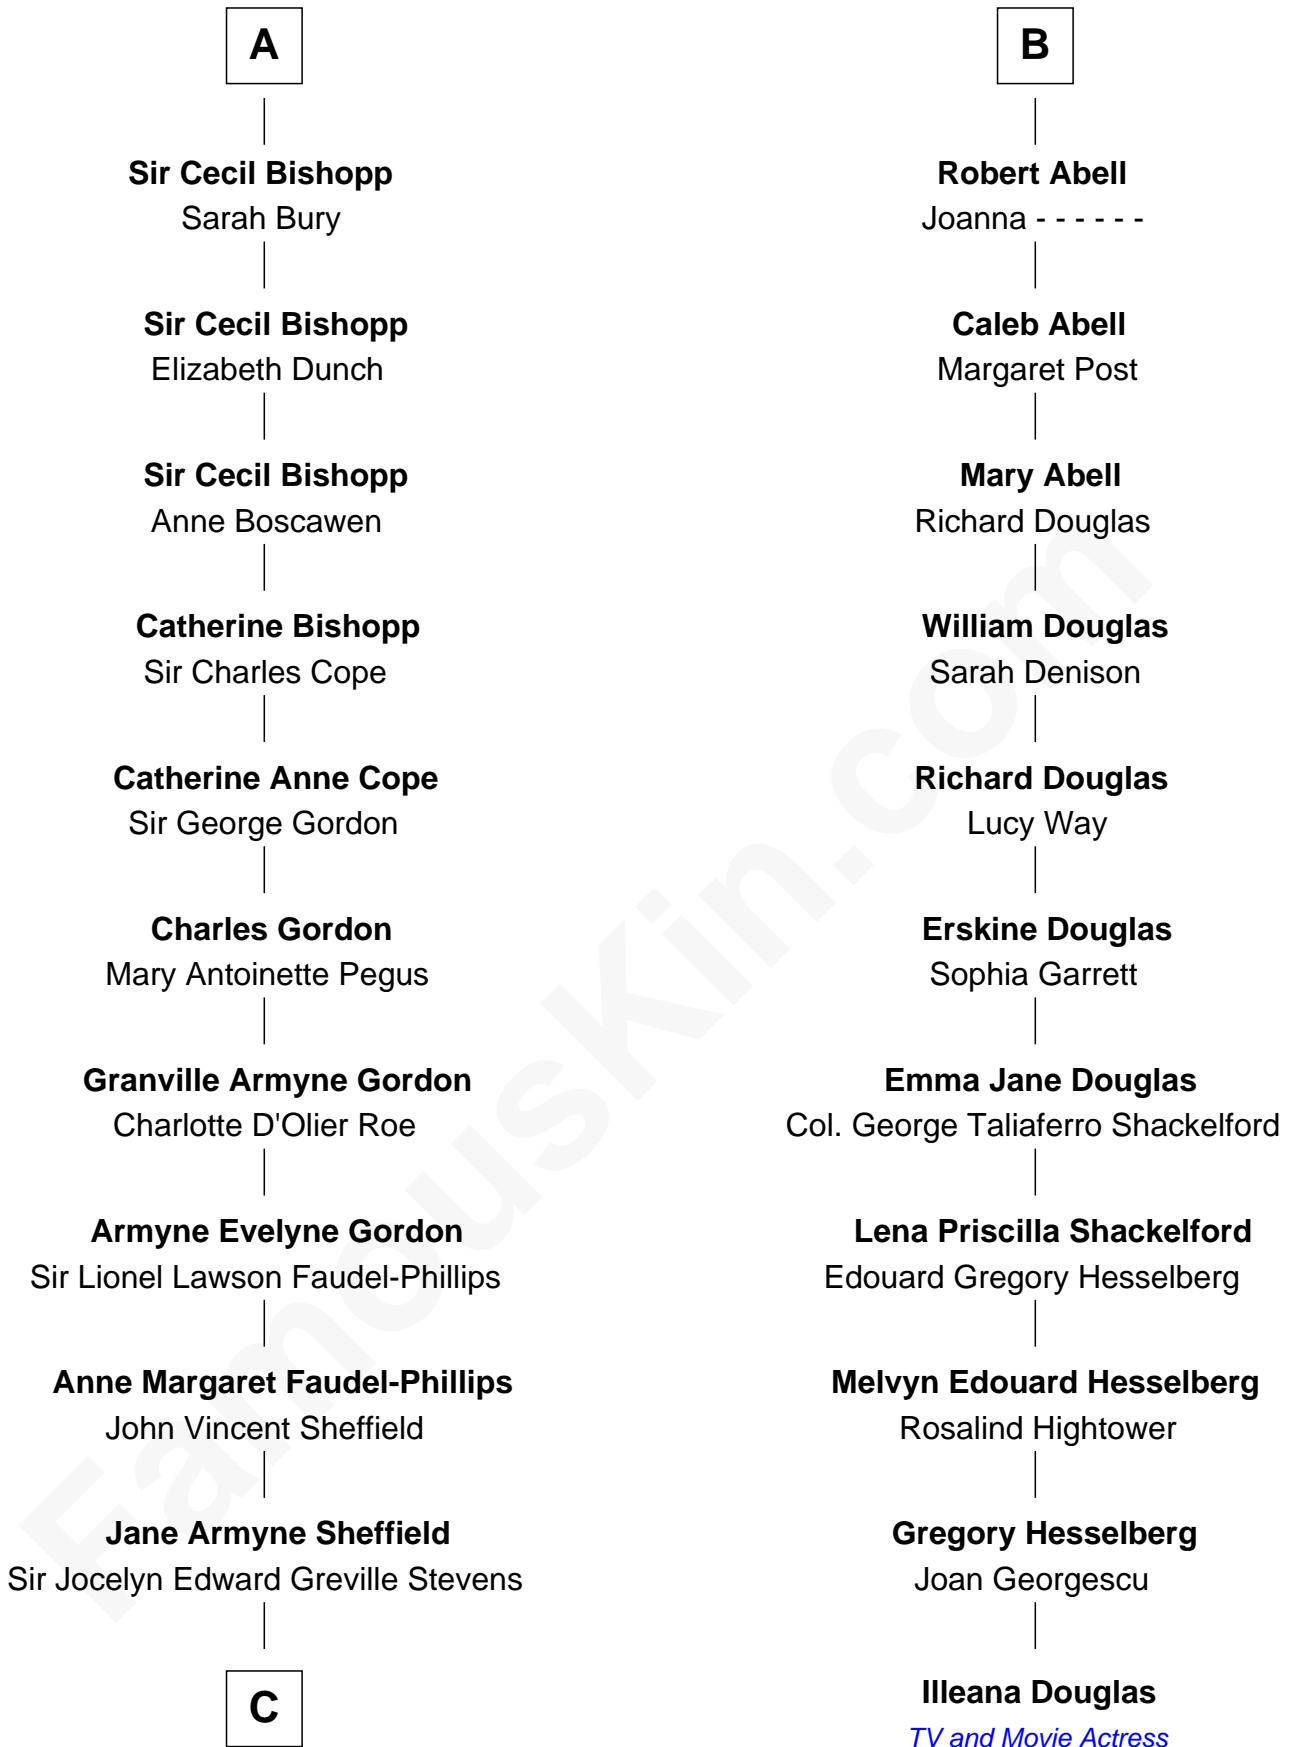 A
Sir Cecil Bishopp
Sarah Bury
Sir Cecil Bishopp
Elizabeth Dunch
Sir Cecil Bishopp
Anne Boscawen
Catherine Bishopp
Sir Charles Cope
Catherine Anne Cope
Sir George Gordon
Charles Gordon
Mary Antoinette Pegus
Granville Armyne Gordon
Charlotte D'Olier Roe
Armyne Evelyne Gordon
Sir Lionel Lawson Faudel-Phillips
Anne Margaret Faudel-Phillips
John Vincent Sheffield
Jane Armyne Sheffield
Sir Jocelyn Edward Greville Stevens
C
B
Robert Abell
Joanna - - - - - -
Caleb Abell
Margaret Post
Mary Abell
Richard Douglas
William Douglas
Sarah Denison
Richard Douglas
Lucy Way
Erskine Douglas
Sophia Garrett
Emma Jane Douglas
Col. George Taliaferro Shackelford
Lena Priscilla Shackelford
Edouard Gregory Hesselberg
Melvyn Edouard Hesselberg
Rosalind Hightower
Gregory Hesselberg
Joan Georgescu
Illeana Douglas
TV and Movie Actress
FamousKin.com